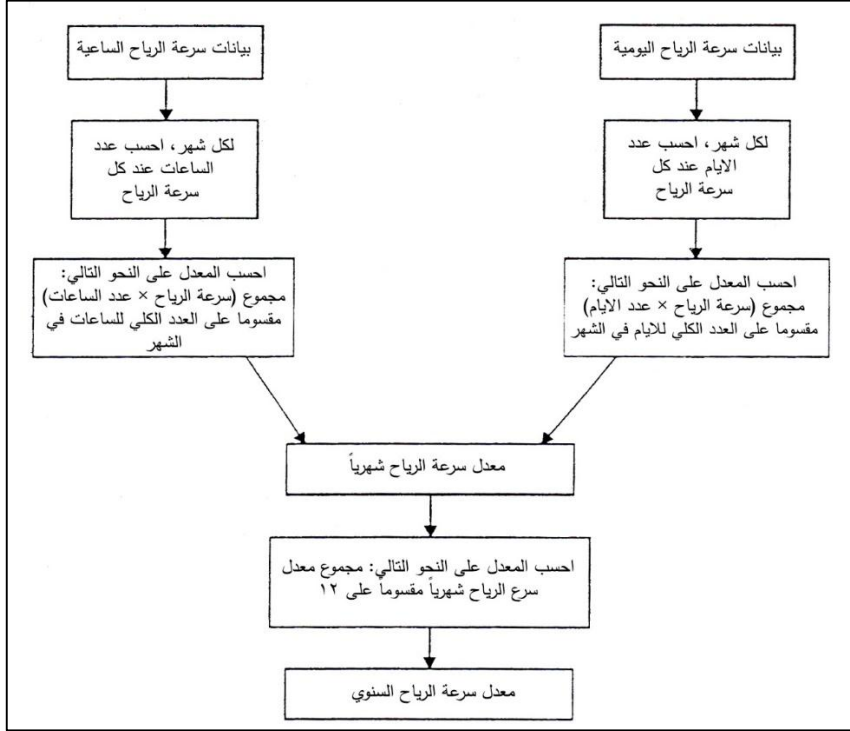 بيانات سرعة الرياح اليومية
بيانات سرعة الرياح الساعية
لكل شهر، احسب عدد
الايام عند كل
سرعة الرياح
لكل شهر، احسب عدد
الساعات عند كل
سرعة الرياح
احسب المعدل على النحو التالي:
مجموع (سرعة الرياح × عدد الايام)
مقسوما على العدد الكلي للايام في الشهر
احسب المعدل على النحو التالي:
مجموع (سرعة الرياح × عدد الساعات)
مقسوما على العدد الكلي للساعات في
الشهر
معدل سرعة الرياح شهرياً
احسب المعدل على النحو التالي: مجموع معدل
سرع الرياح شهرياً مقسوماً على ١٢
معدل سرعة الرياح السنوي